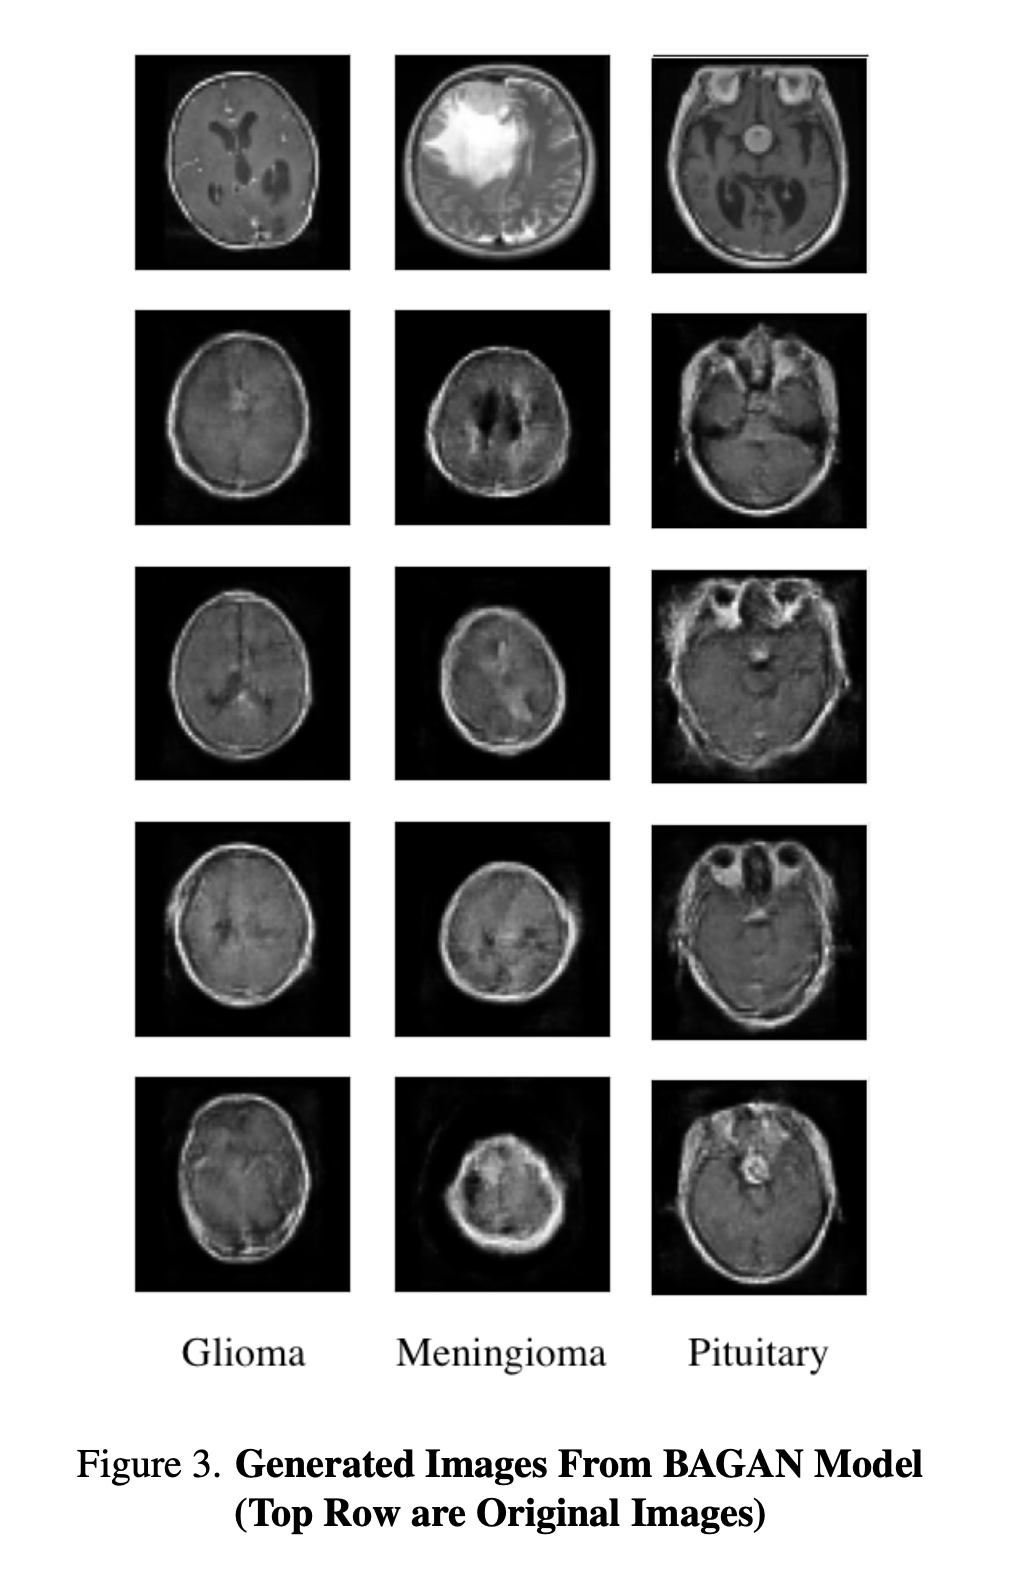 Glioma Meningioma Pituitary
Figure 3. Generated Images From BAGAN Model
(Top Row are Original Images)